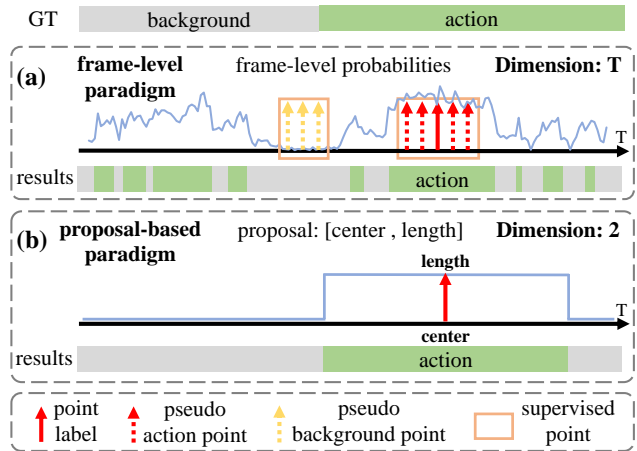 GT background action
(a) frame-level paradigm frame-level probabilities Dimension: T
T
results action
(b) proposal-based paradigm proposal: [center , length] Dimension: 2
length
T
center
results action
point label
pseudo action point
pseudo background point
supervised point